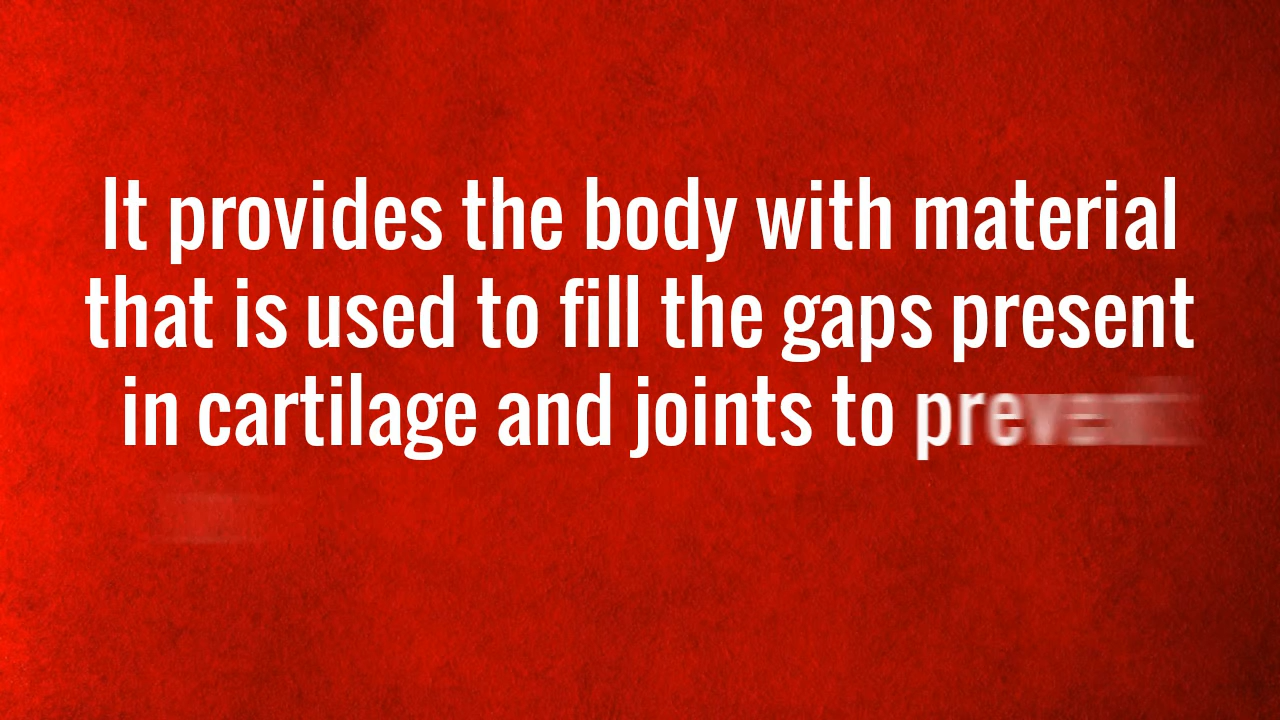 It provides the body with material
that is used to fill the gaps present
in cartilage and joints to prevent